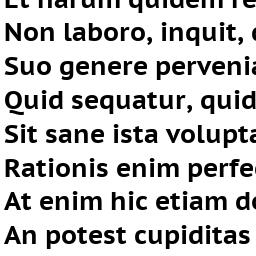 Et harum quidem re
Non laboro, inquit,
Suo genere pervenia
Quid sequatur, quid
Sit sane ista volupta
Rationis enim perfe
At enim hic etiam d
An potest cupiditas